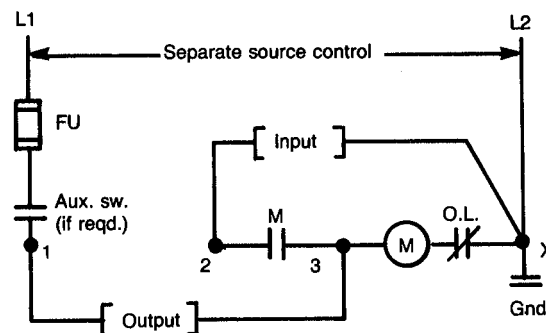 L1
L2
Separate source control
FU
Input
Aux. sw.
(if reqd.)
M
O.L.
M
1
2
3
X
Gnd
Output